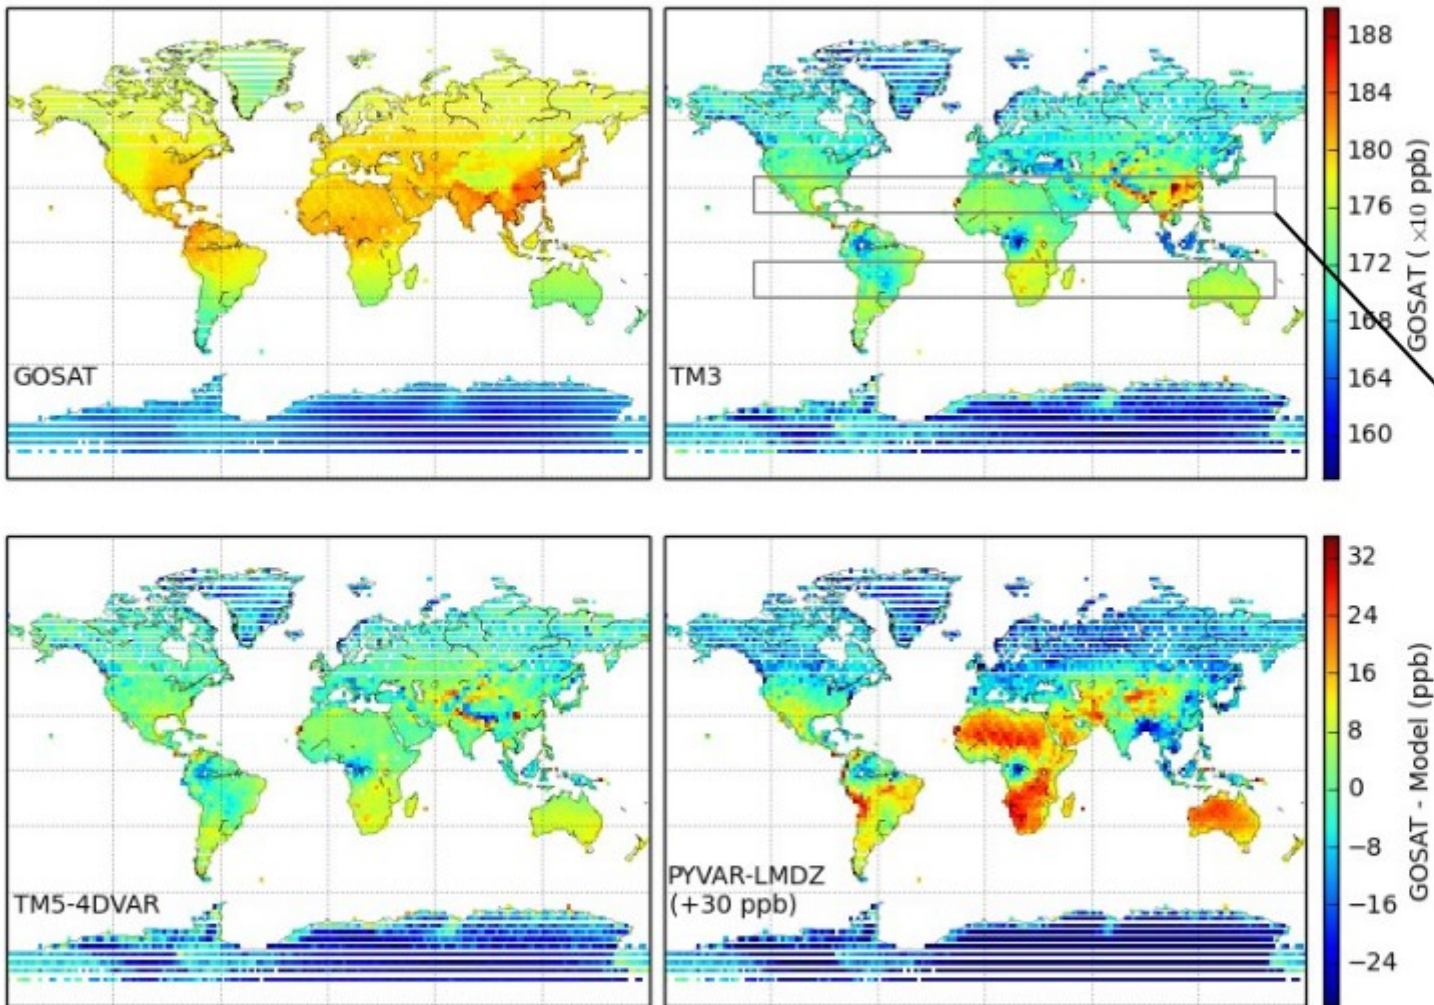 GOSAT
TM3
188
184
180
176
172
168
164
160
GOSAT ( ×10 ppb)
TM5-4DVAR
PYVAR-LMDZ
(+30 ppb)
32
24
16
8
0
−8
−16
−24
GOSAT - Model (ppb)